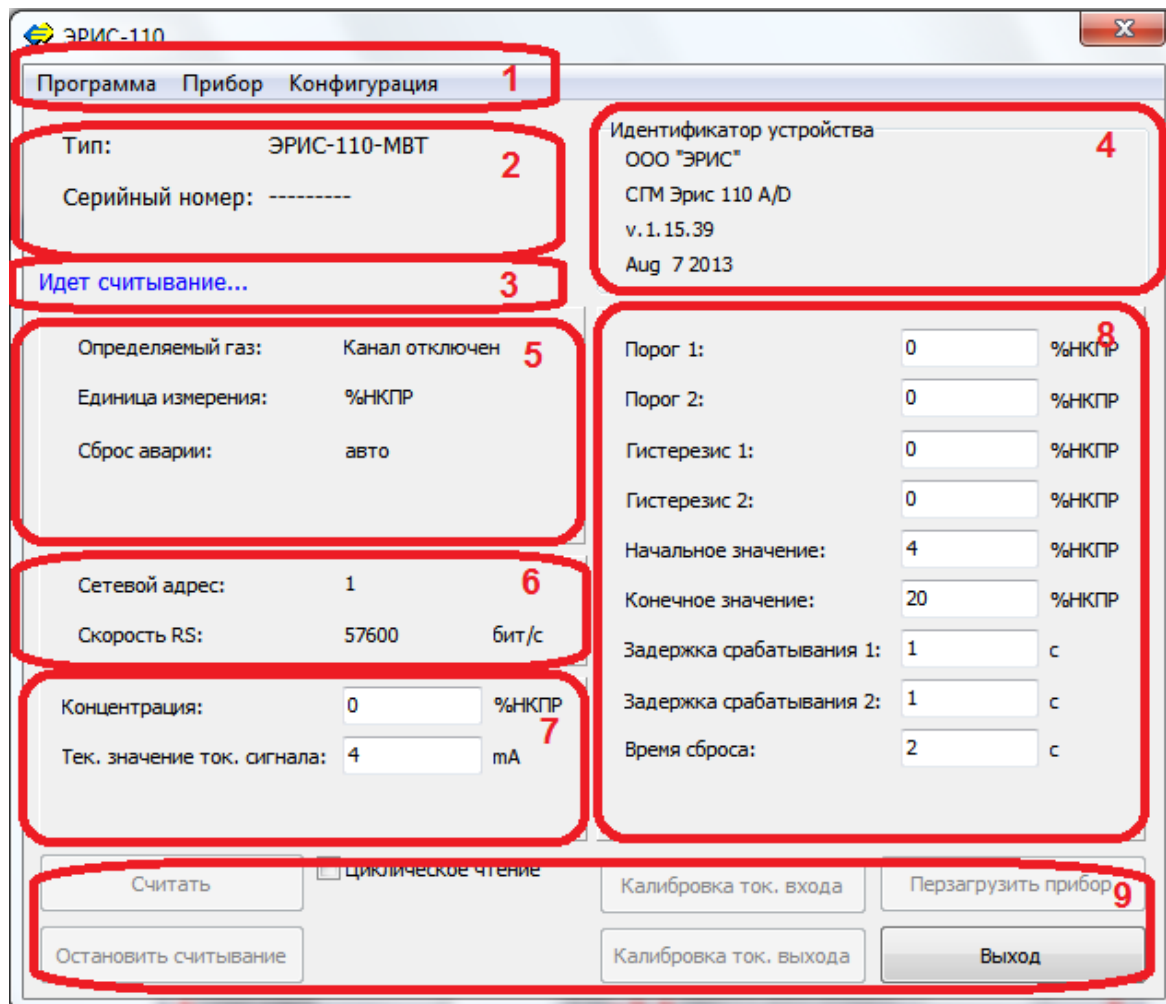 ЭРИС-110
Программа Прибор Конфигурация 1
Тип: ЭРИС-110-МВТ 2
Серийный номер: ---------
Идет считывание... 3
Идентификатор устройства 4
ООО "ЭРИС"
СГМ Эрис 110 A/D
v.1.15.39
Aug 7 2013
Определяемый газ: Канал отключен 5
Единица измерения: %НКПР
Сброс аварии: авто
Сетевой адрес: 1 6
Скорость RS: 57600 бит/с
Концентрация: 0 %НКПР 7
Тек. значение ток. сигнала: 4 mA
8
Порог 1: 0 %НКПР
Порог 2: 0 %НКПР
Гистерезис 1: 0 %НКПР
Гистерезис 2: 0 %НКПР
Начальное значение: 4 %НКПР
Конечное значение: 20 %НКПР
Задержка срабатывания 1: 1 с
Задержка срабатывания 2: 1 с
Время сброса: 2 с
Считать Циклическое чтение Калибровка ток. входа Перзагрузить прибор 9
Остановить считывание Калибровка ток. выхода Выход